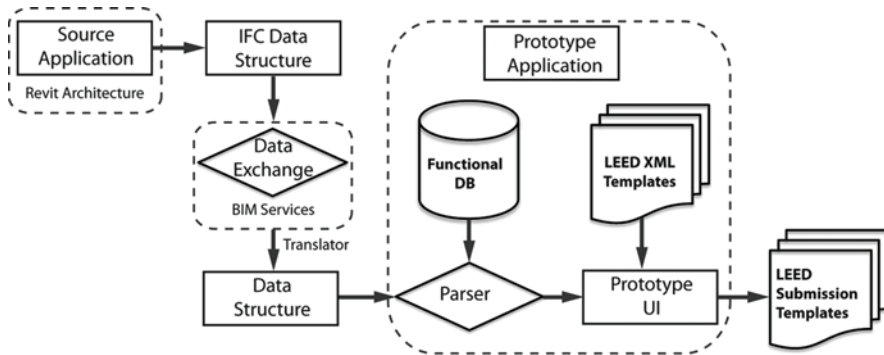 Source
Application
Revit Architecture
IFC Data
Structure
Prototype
Application
Data
Exchange
BIM Services
Translator
Data
Structure
Functional
DB
LEED XML
Templates
Parser
Prototype
UI
LEED
Submission
Templates